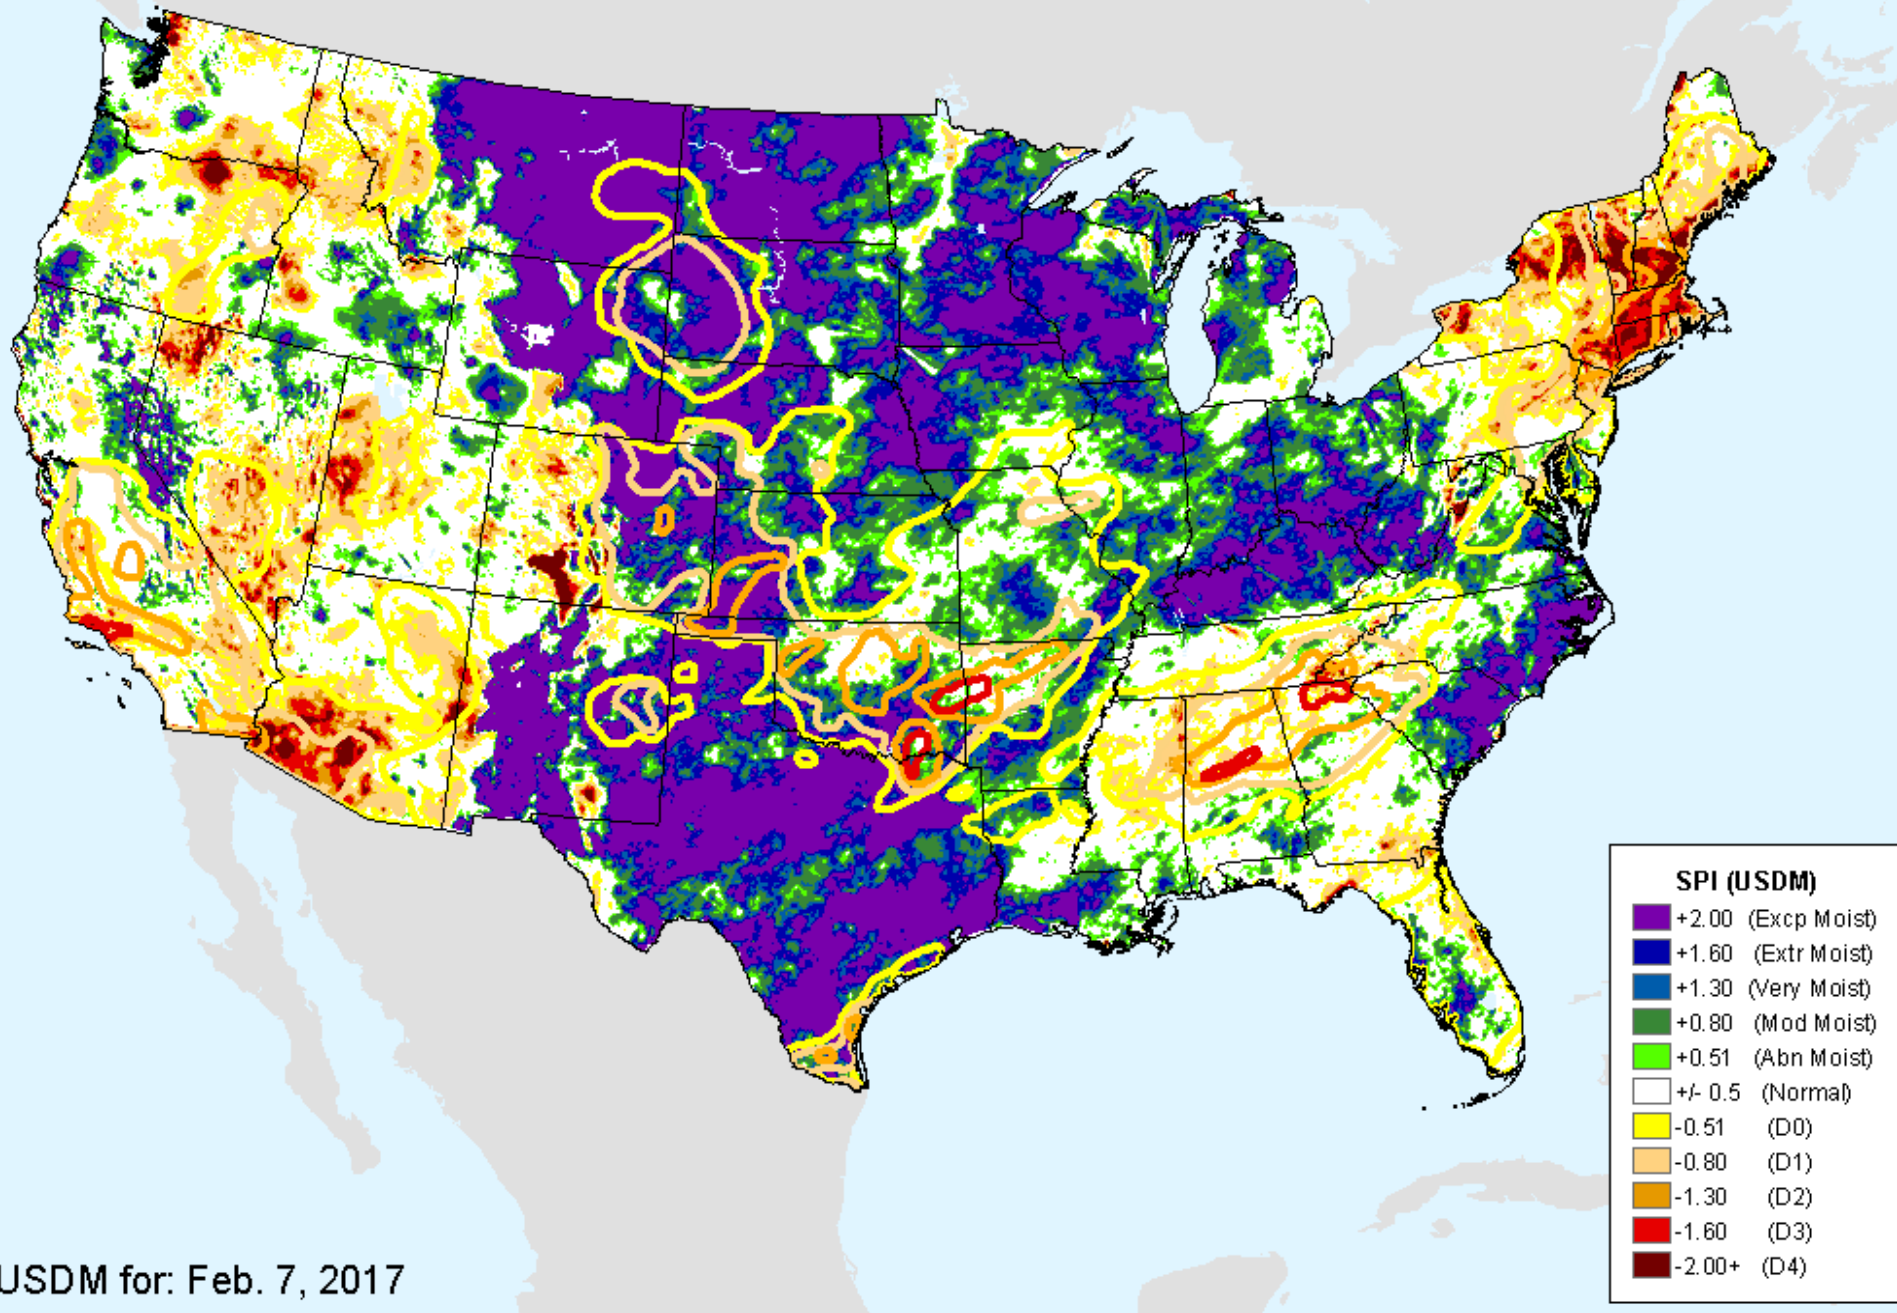 SPI (USDM)
+2.00 (Excp Moist)
+1.60 (Extr Moist)
+1.30 (Very Moist)
+0.80 (Mod Moist)
+0.51 (Abn Moist)
+/- 0.5 (Normal)
-0.51 (D0)
-0.80 (D1)
-1.30 (D2)
-1.60 (D3)
-2.00+ (D4)
USDM for: Feb. 7, 2017